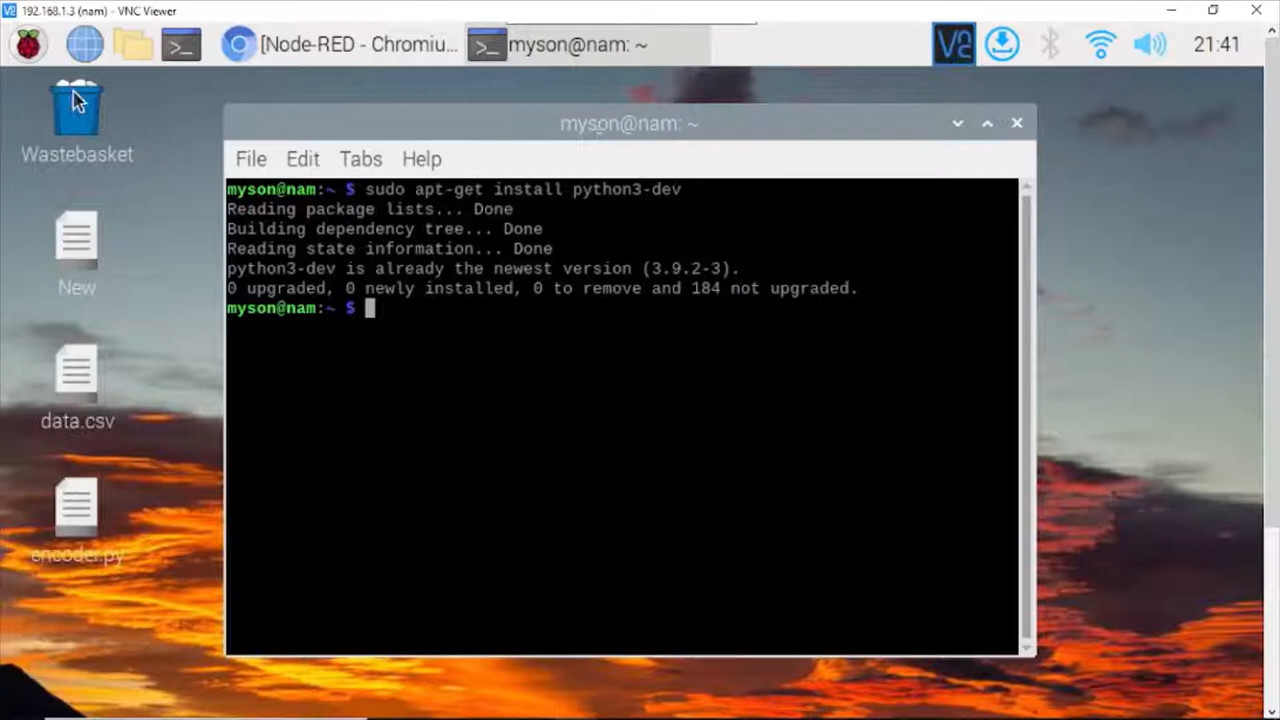 192.168.1.3 (nam) - VNC Viewer
[Node-RED - Chromiu...
myson@nam: ~
21:41
Wastebasket
New
data.csv
encoder.py
myson@nam: ~
File Edit Tabs Help
myson@nam:~ $ sudo apt-get install python3-dev
Reading package lists... Done
Building dependency tree... Done
Reading state information... Done
python3-dev is already the newest version (3.9.2-3).
0 upgraded, 0 newly installed, 0 to remove and 184 not upgraded.
myson@nam:~ $